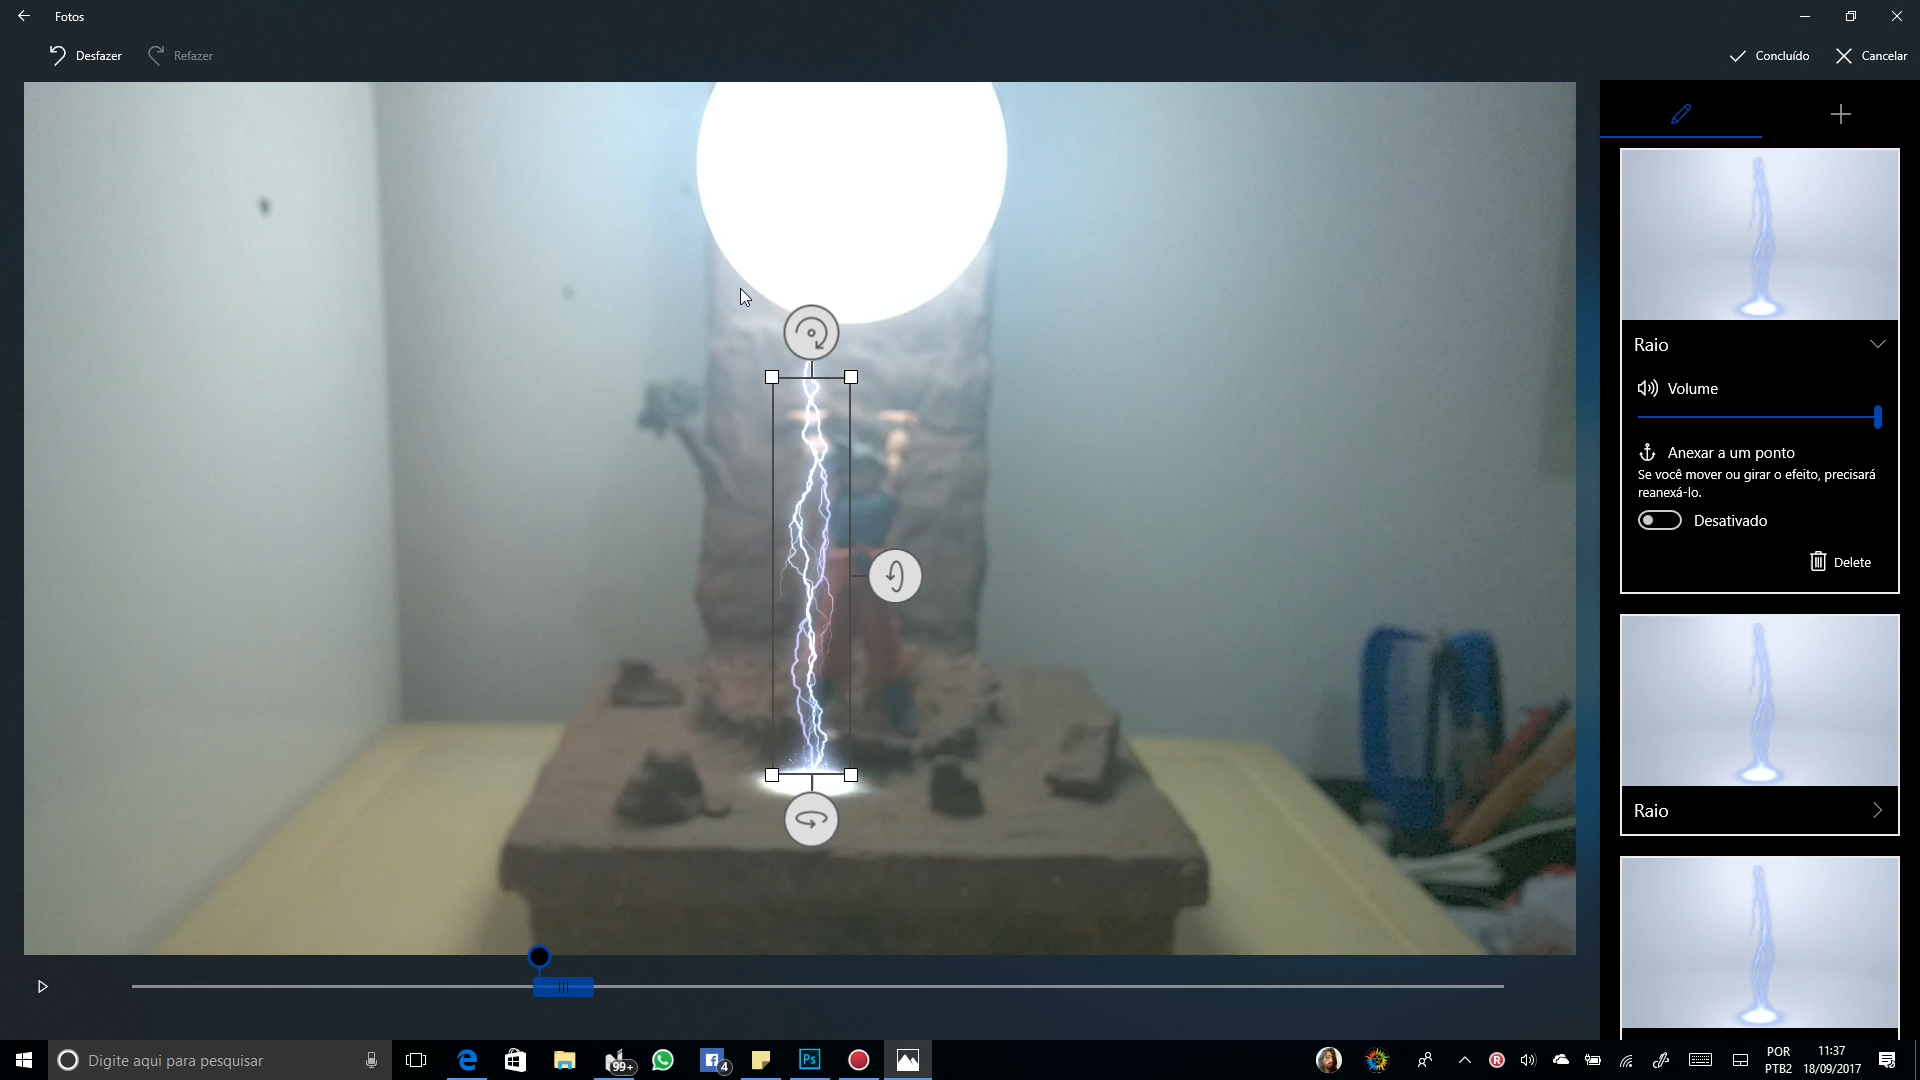 Fotos
Desfazer
Refazer
Concluído
Cancelar
Raio
Volume
Anexar a um ponto
Se você mover ou girar o efeito, precisará
reanexá-lo.
Desativado
Delete
Raio
Digite aqui para pesquisar
99+
4
Ps
R
POR
PTB2
11:37
18/09/2017